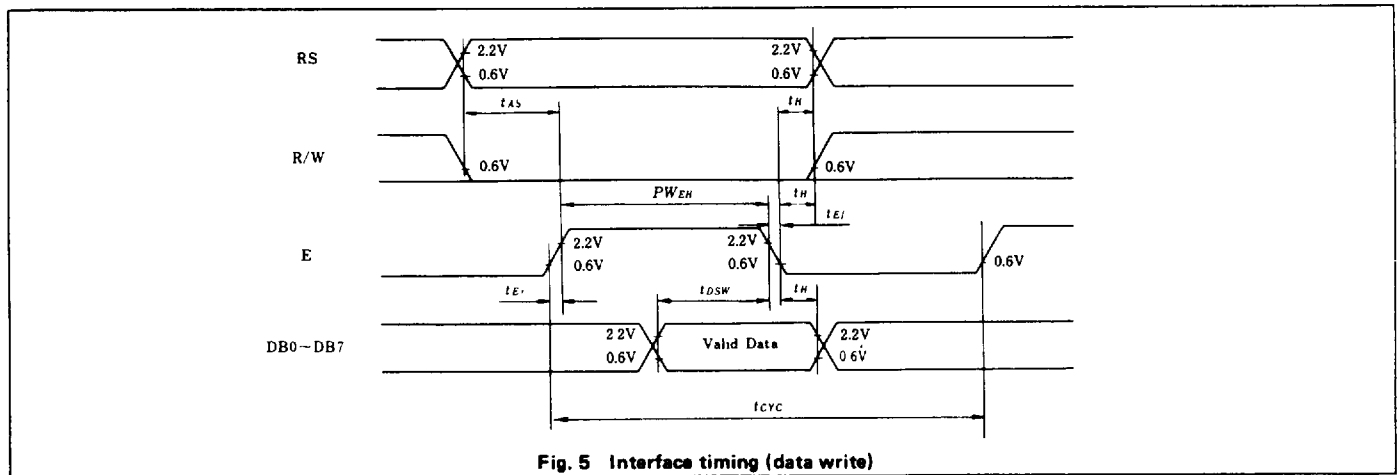 RS
2.2V
0.6V
2.2V
0.6V
tAS
tH
R/W
0.6V
0.6V
PWEH
tH
tEf
E
2.2V
0.6V
2.2V
0.6V
0.6V
tEr
tDSW
tH
DB0~DB7
2.2V
0.6V
Valid Data
2.2V
0.6V
tCYC
Fig. 5 Interface timing (data write)